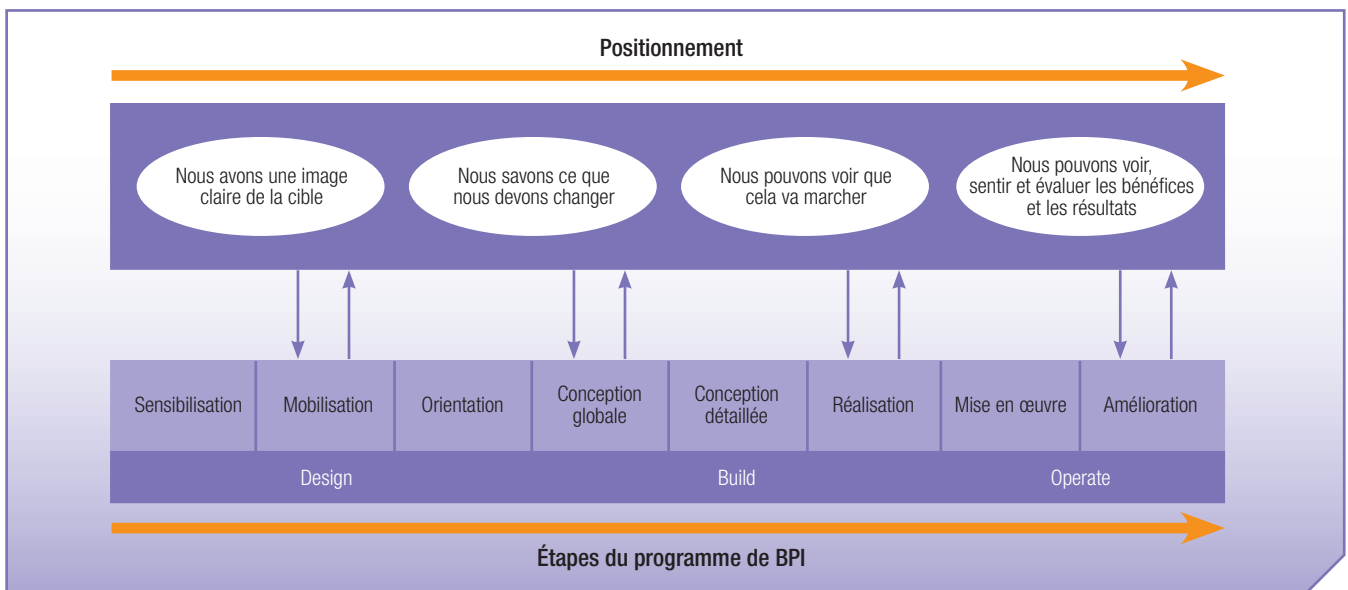 Positionnement
Nous avons une image
claire de la cible
Nous savons ce que
nous devons changer
Nous pouvons voir que
cela va marcher
Nous pouvons voir,
sentir et évaluer les bénéfices
et les résultats
Sensibilisation
Mobilisation
Orientation
Conception
globale
Conception
détaillée
Réalisation
Mise en œuvre
Amélioration
Design
Build
Operate
Étapes du programme de BPI